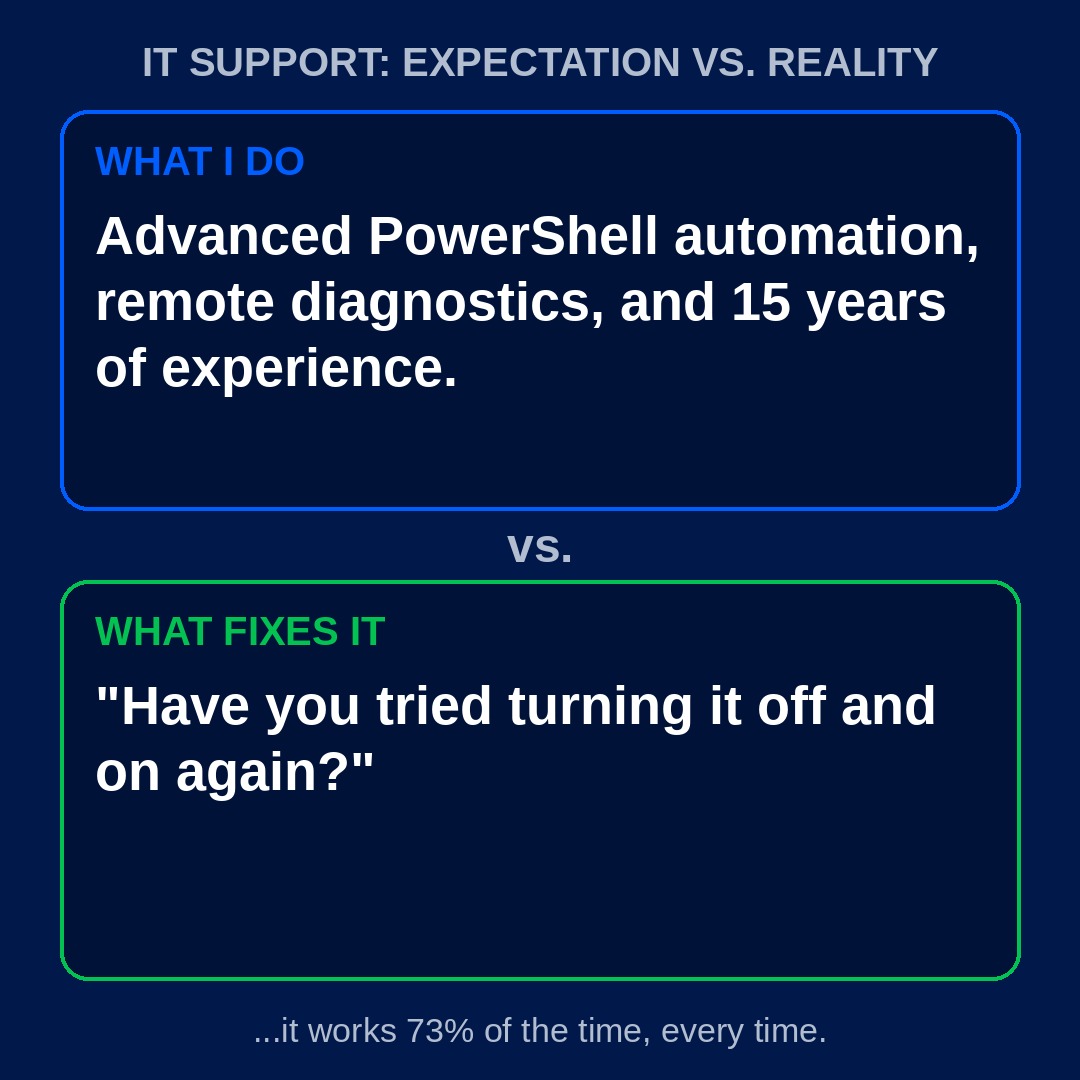 IT SUPPORT: EXPECTATION VS. REALITY
WHAT I DO
Advanced PowerShell automation,
remote diagnostics, and 15 years
of experience.
vs.
WHAT FIXES IT
"Have you tried turning it off and
on again?"
...it works 73% of the time, every time.